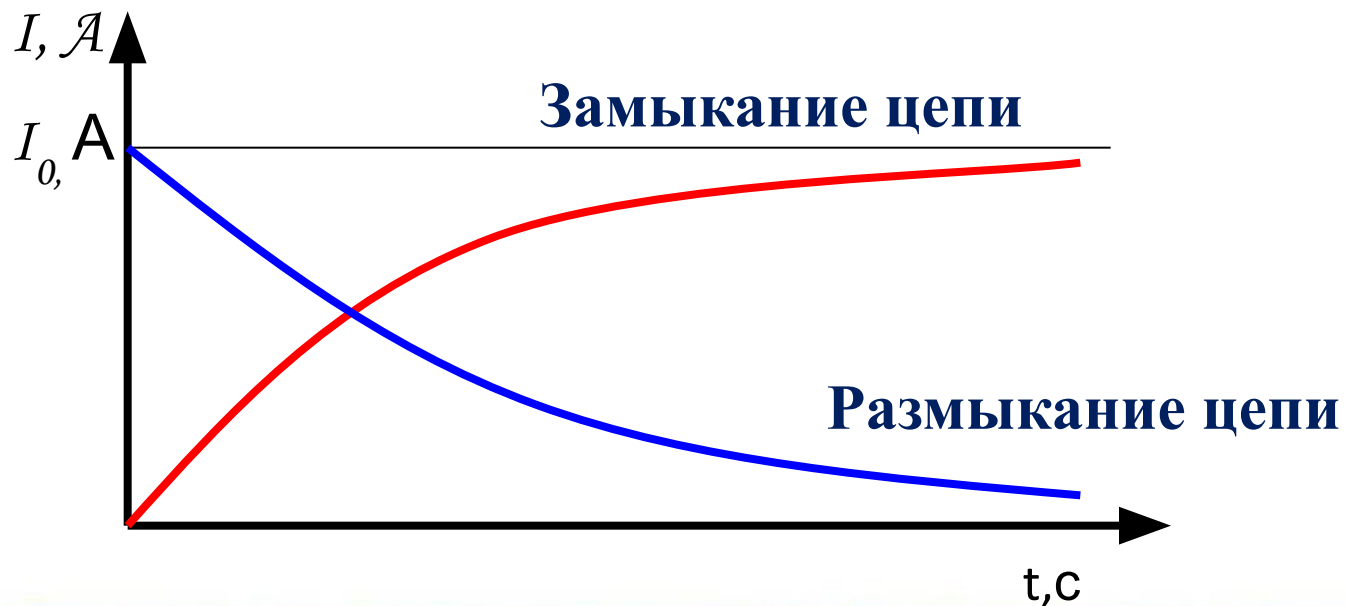 I, A
Замыкание цепи
I0, A
Размыкание цепи
t,c